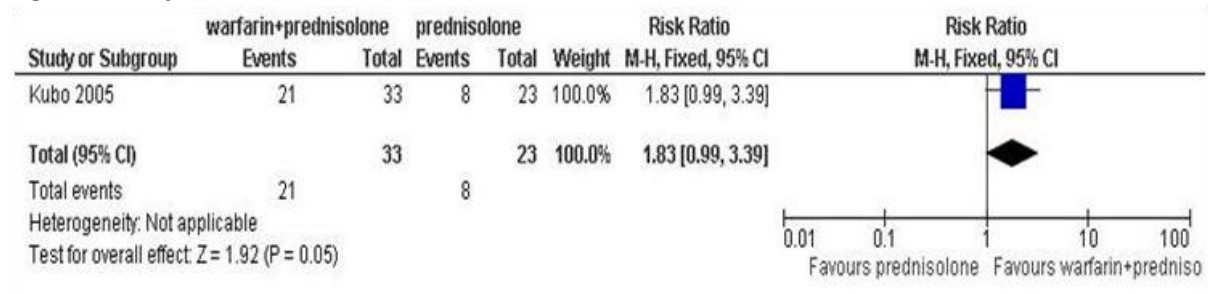 warfarin+prednisolone prednisolone Risk Ratio Risk Ratio
Study or Subgroup Events Total Events Total Weight M-H, Fixed, 95% CI M-H, Fixed, 95% CI
Kubo 2005 21 33 8 23 100.0% 1.83 [0.99, 3.39]
Total (95% CI) 33 23 100.0% 1.83 [0.99, 3.39]
Total events 21 8
Heterogeneity: Not applicable
Test for overall effect: Z = 1.92 (P = 0.05)
0.01 0.1 1 10 100
Favours prednisolone Favours warfarin+predniso